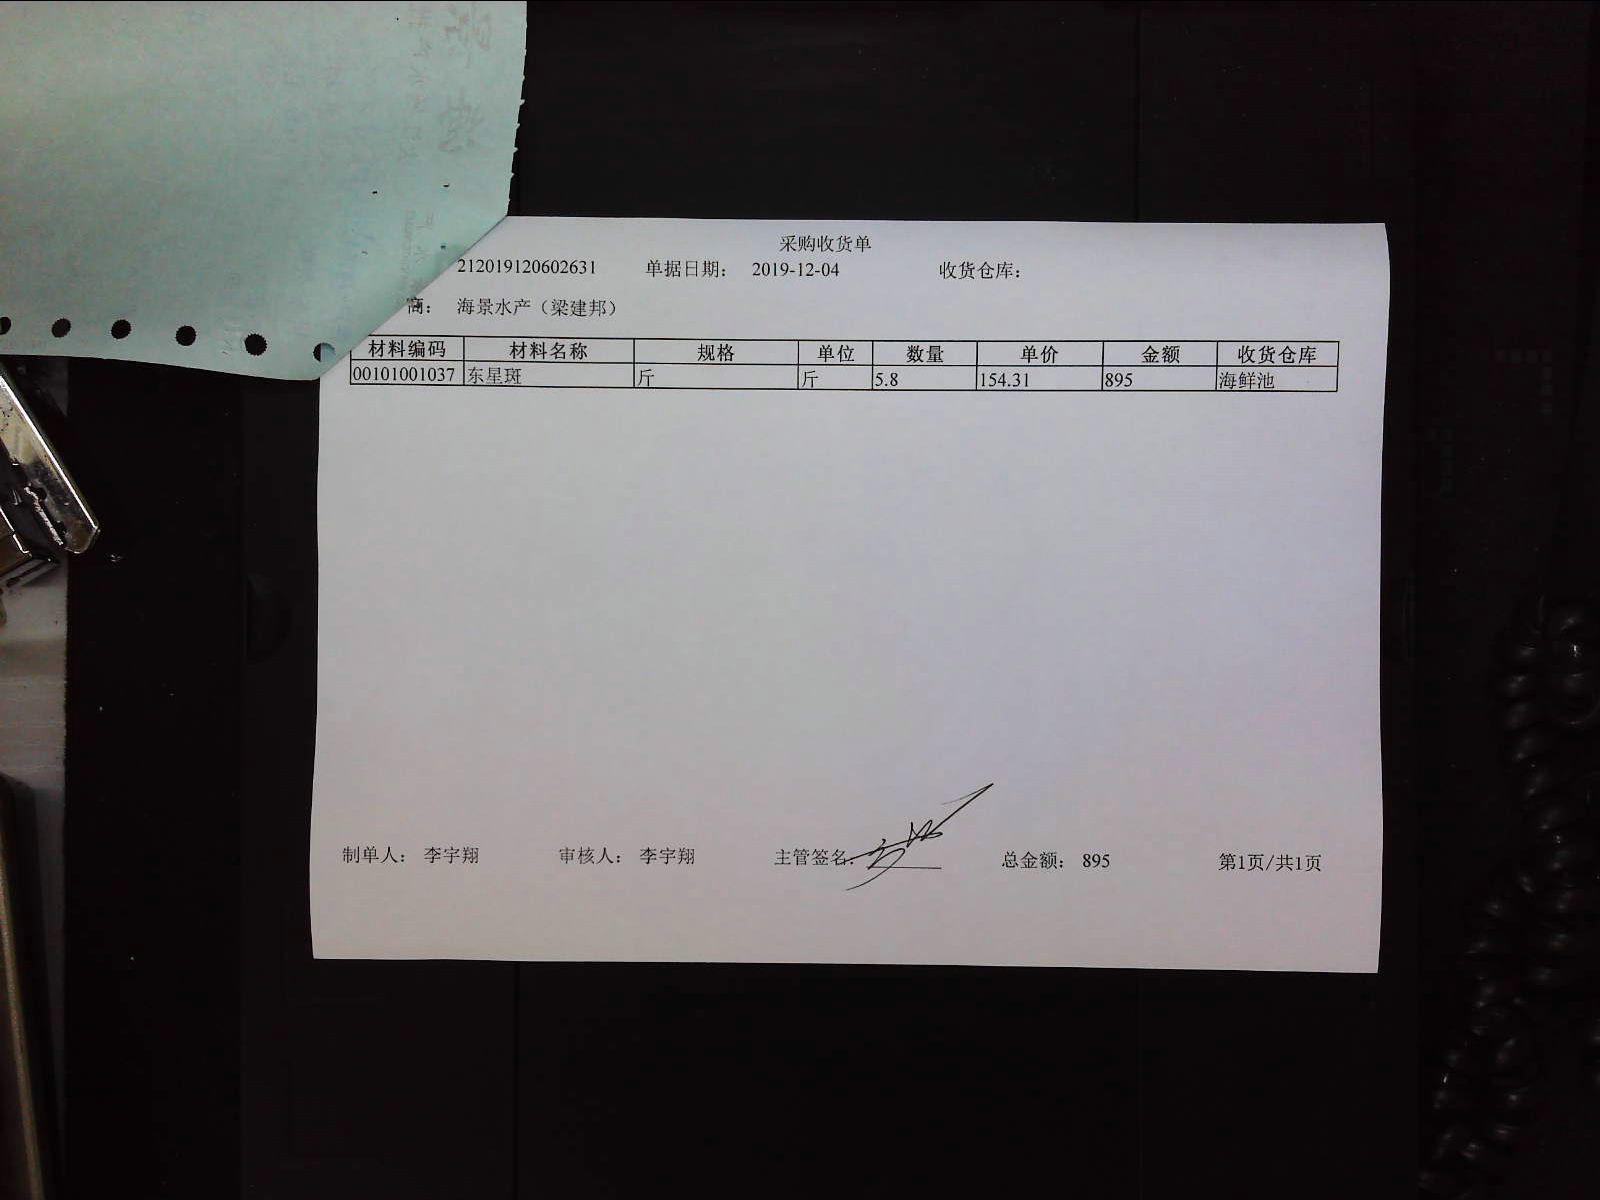 采购收货单
212019120602631 单据日期: 2019-12-04 收货仓库:
商: 海景水产（梁建邦）
材料编码 材料名称 规格 单位 数量 单价 金额 收货仓库
00101001037 东星斑 斤 斤 5.8 154.31 895 海鲜池
制单人: 李宇翔 审核人: 李宇翔 主管签名: 总金额: 895 第1页/共1页